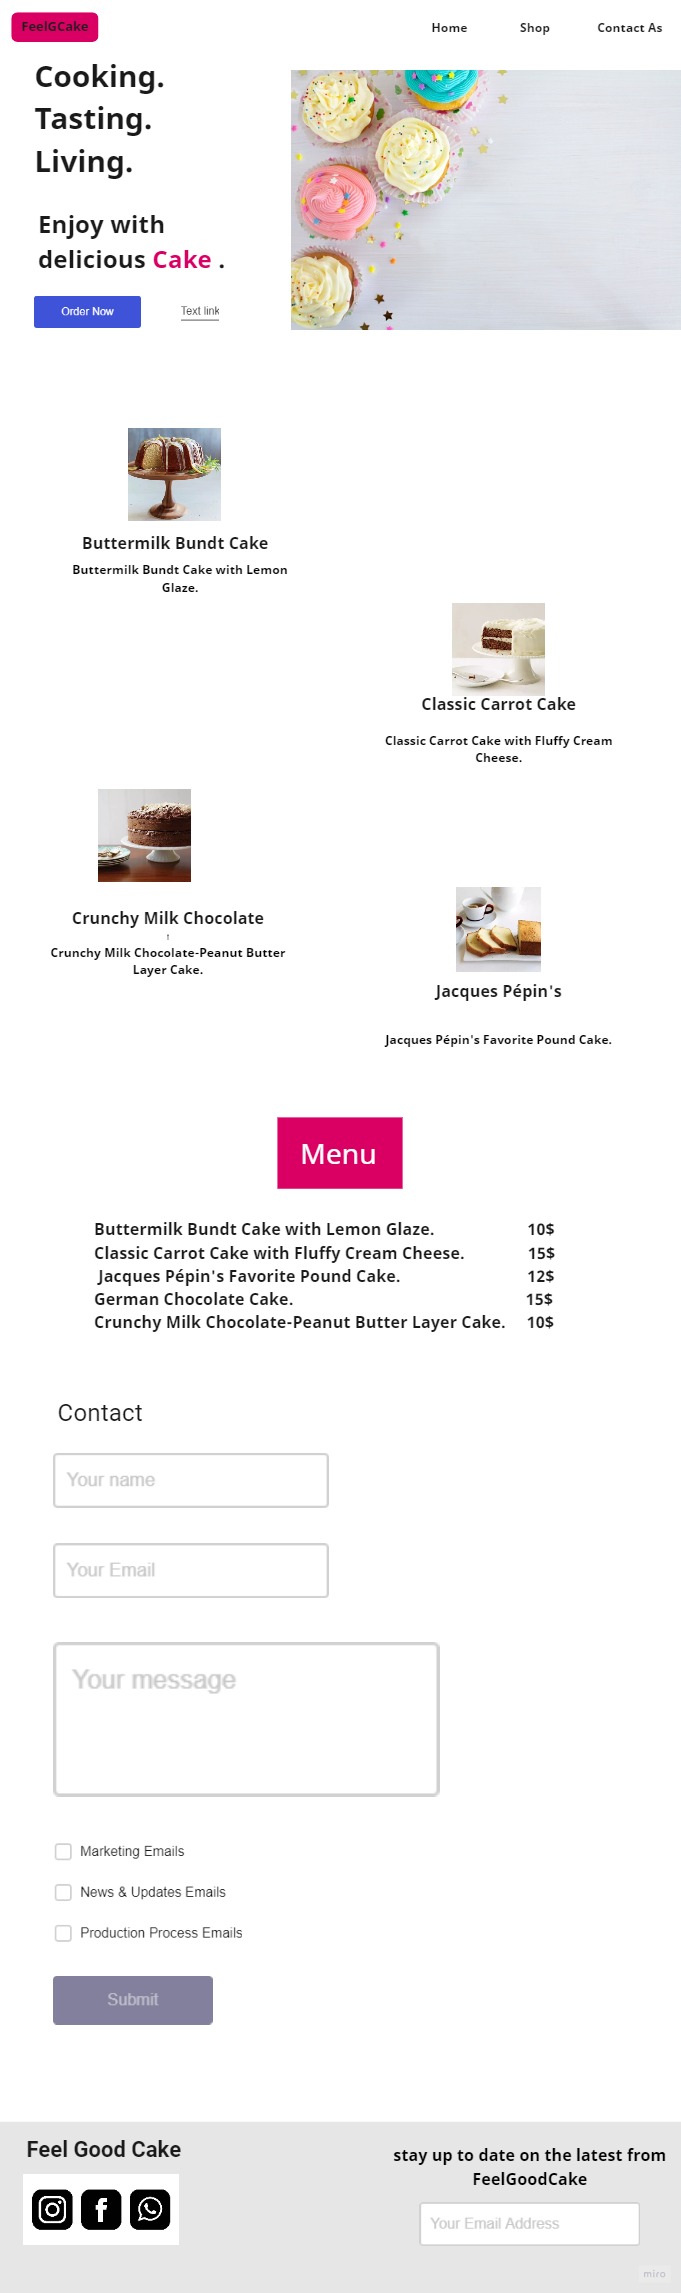 FeelGCake
Home
Shop
Contact As
Cooking.
Tasting.
Living.
Enjoy with
delicious Cake .
Order Now
Text link
Buttermilk Bundt Cake
Buttermilk Bundt Cake with Lemon
Glaze.
Classic Carrot Cake
Classic Carrot Cake with Fluffy Cream
Cheese.
Crunchy Milk Chocolate
↑
Crunchy Milk Chocolate-Peanut Butter
Layer Cake.
Jacques Pépin's
Jacques Pépin's Favorite Pound Cake.
Menu
Buttermilk Bundt Cake with Lemon Glaze. 10$
Classic Carrot Cake with Fluffy Cream Cheese. 15$
Jacques Pépin's Favorite Pound Cake. 12$
German Chocolate Cake. 15$
Crunchy Milk Chocolate-Peanut Butter Layer Cake. 10$
Contact
Your name
Your Email
Your message
Marketing Emails
News & Updates Emails
Production Process Emails
Submit
Feel Good Cake
stay up to date on the latest from
FeelGoodCake
Your Email Address
miro